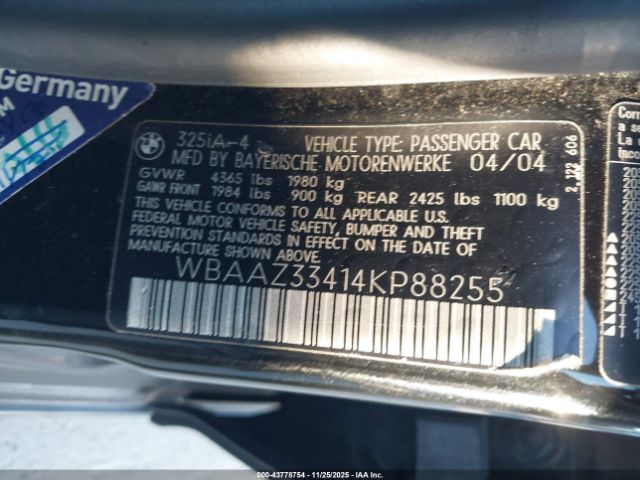 Germany
BMW
325iA-4 VEHICLE TYPE: PASSENGER CAR
MFD BY BAYERISCHE MOTORENWERKE 04/04
GVWR 4365 lbs 1980 kg
GAWR FRONT 1984 lbs 900 kg REAR 2425 lbs 1100 kg
THIS VEHICLE CONFORMS TO ALL APPLICABLE U.S.
FEDERAL MOTOR VEHICLE SAFETY, BUMPER AND THEFT
PREVENTION STANDARDS IN EFFECT ON THE DATE OF
MANUFACTURE SHOWN ABOVE.
WBAAZ33414KP88255
2 122 606
000-43778754 - 11/25/2025 - IAA Inc.